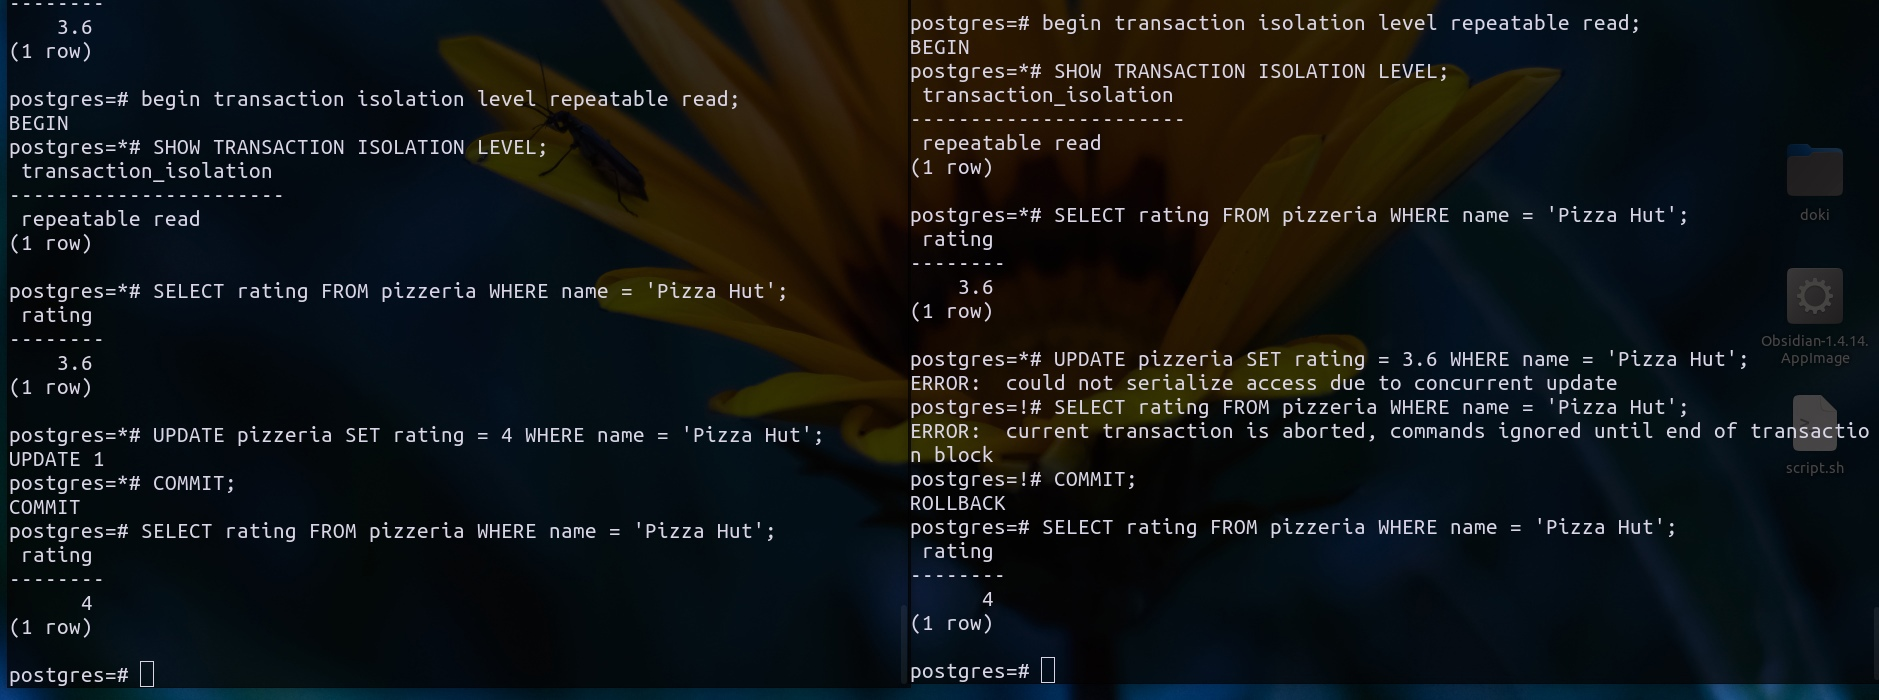 --------
    3.6
(1 row)

postgres=# begin transaction isolation level repeatable read;
BEGIN
postgres=*# SHOW TRANSACTION ISOLATION LEVEL;
 transaction_isolation
-----------------------
 repeatable read
(1 row)

postgres=*# SELECT rating FROM pizzeria WHERE name = 'Pizza Hut';
 rating
--------
    3.6
(1 row)

postgres=*# UPDATE pizzeria SET rating = 4 WHERE name = 'Pizza Hut';
UPDATE 1
postgres=*# COMMIT;
COMMIT
postgres=# SELECT rating FROM pizzeria WHERE name = 'Pizza Hut';
 rating
--------
      4
(1 row)

postgres=#

postgres=# begin transaction isolation level repeatable read;
BEGIN
postgres=*# SHOW TRANSACTION ISOLATION LEVEL;
 transaction_isolation
-----------------------
 repeatable read
(1 row)

postgres=*# SELECT rating FROM pizzeria WHERE name = 'Pizza Hut';
 rating
--------
    3.6
(1 row)

postgres=*# UPDATE pizzeria SET rating = 3.6 WHERE name = 'Pizza Hut';
ERROR:  could not serialize access due to concurrent update
postgres=!# SELECT rating FROM pizzeria WHERE name = 'Pizza Hut';
ERROR:  current transaction is aborted, commands ignored until end of transactio
n block
postgres=!# COMMIT;
ROLLBACK
postgres=# SELECT rating FROM pizzeria WHERE name = 'Pizza Hut';
 rating
--------
      4
(1 row)

postgres=#

doki
Obsidian-1.4.14.
AppImage
script.sh